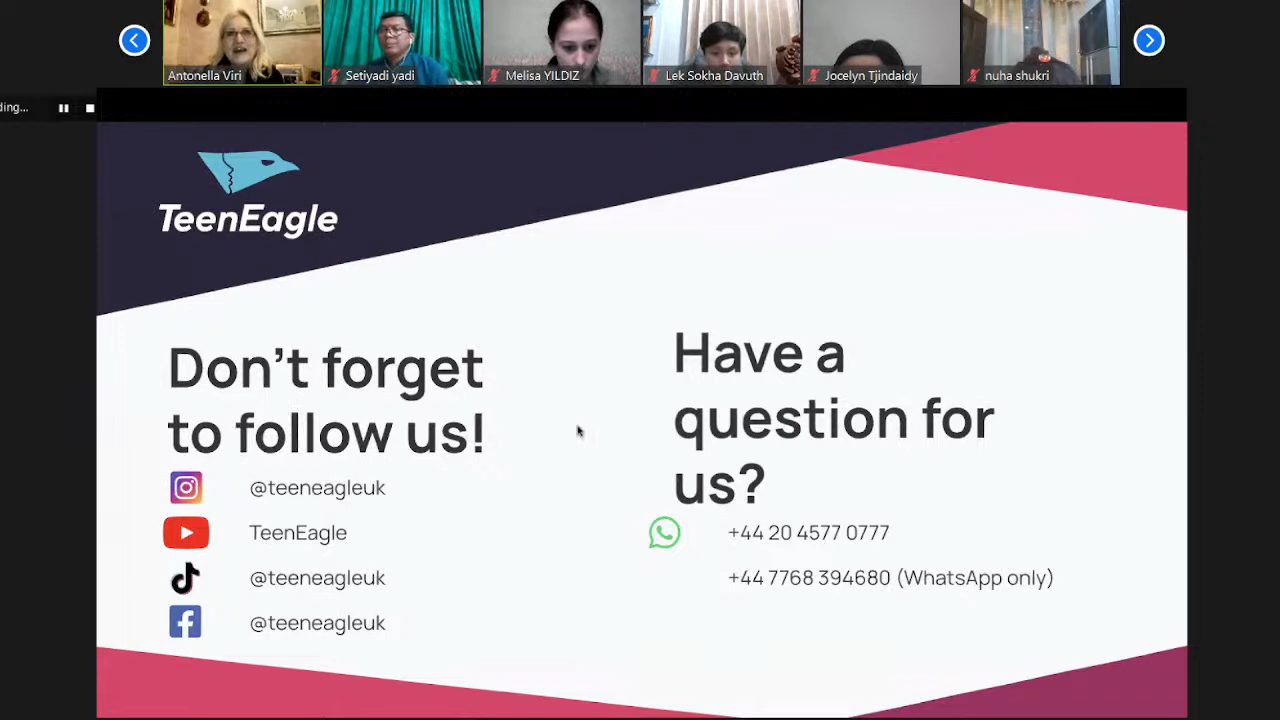 Antonella Viri
Setiyadi yadi
Melisa YILDIZ
Lek Sokha Davuth
Jocelyn Tjindaidy
nuha shukri
ding...
TeenEagle
Don't forget
to follow us!
@teeneagleuk
TeenEagle
@teeneagleuk
@teeneagleuk
Have a
question for
us?
+44 20 4577 0777
+44 7768 394680 (WhatsApp only)